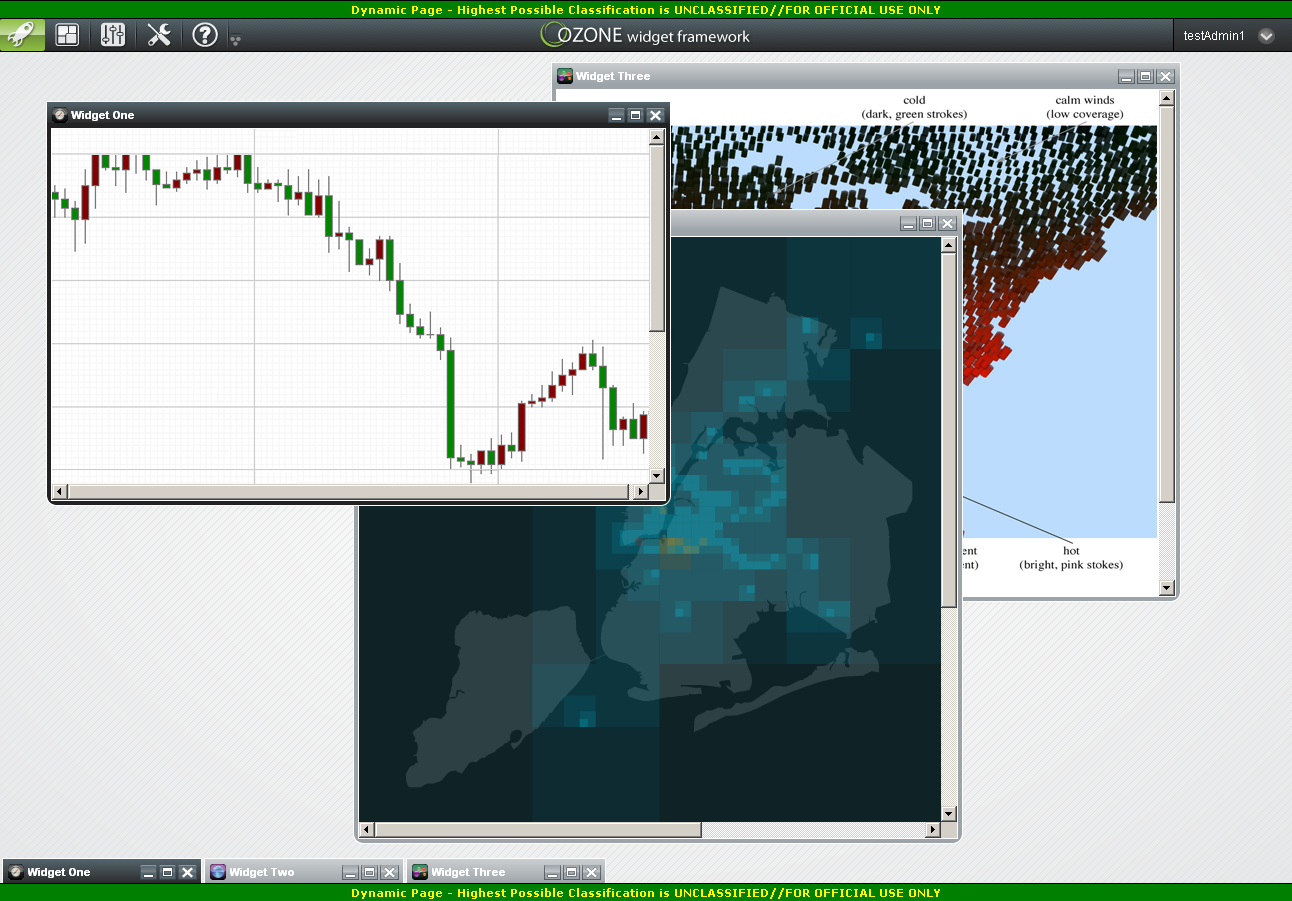 Dynamic Page - Highest Possible Classification is UNCLASSIFIED//FOR OFFICIAL USE ONLY
OZONE widget framework
testAdmin1
Widget Three
cold
(dark, green strokes)
calm winds
(low coverage)
Widget One
ent
nt)
hot
(bright, pink stokes)
Widget One
Widget Two
Widget Three
Dynamic Page - Highest Possible Classification is UNCLASSIFIED//FOR OFFICIAL USE ONLY